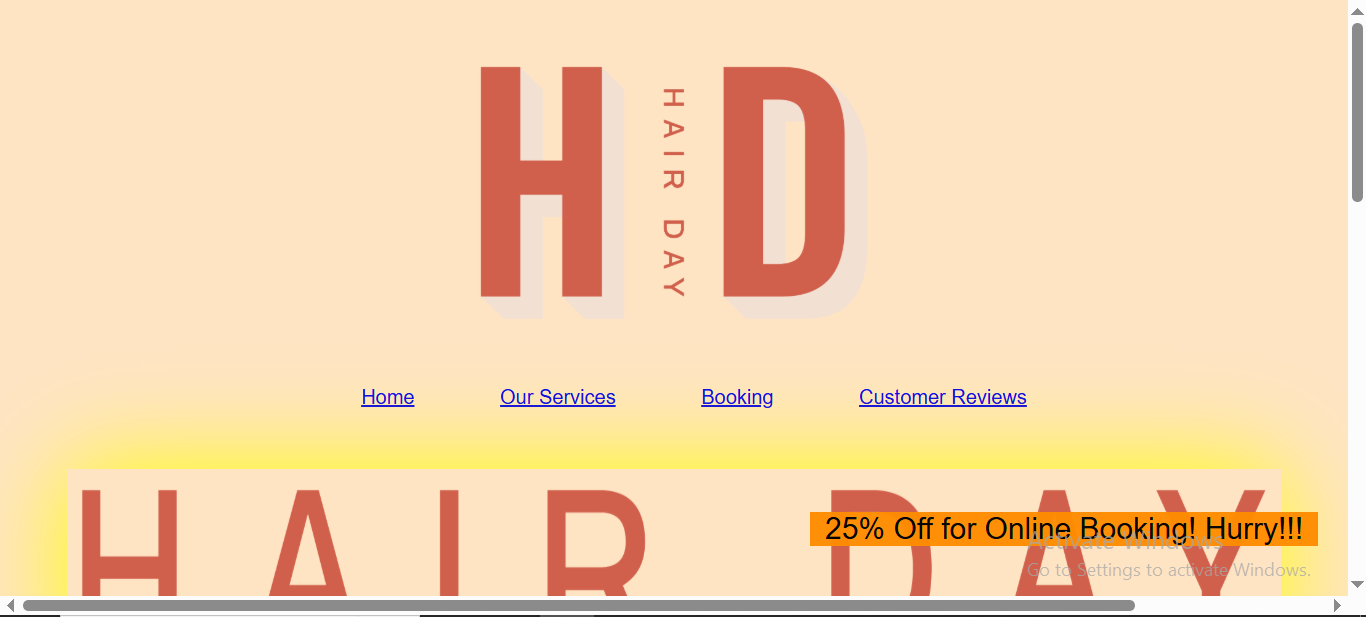 H D
HAIR DAY
Home Our Services Booking Customer Reviews
HAIR DAY
25% Off for Online Booking! Hurry!!!
Activate Windows
Go to Settings to activate Windows.